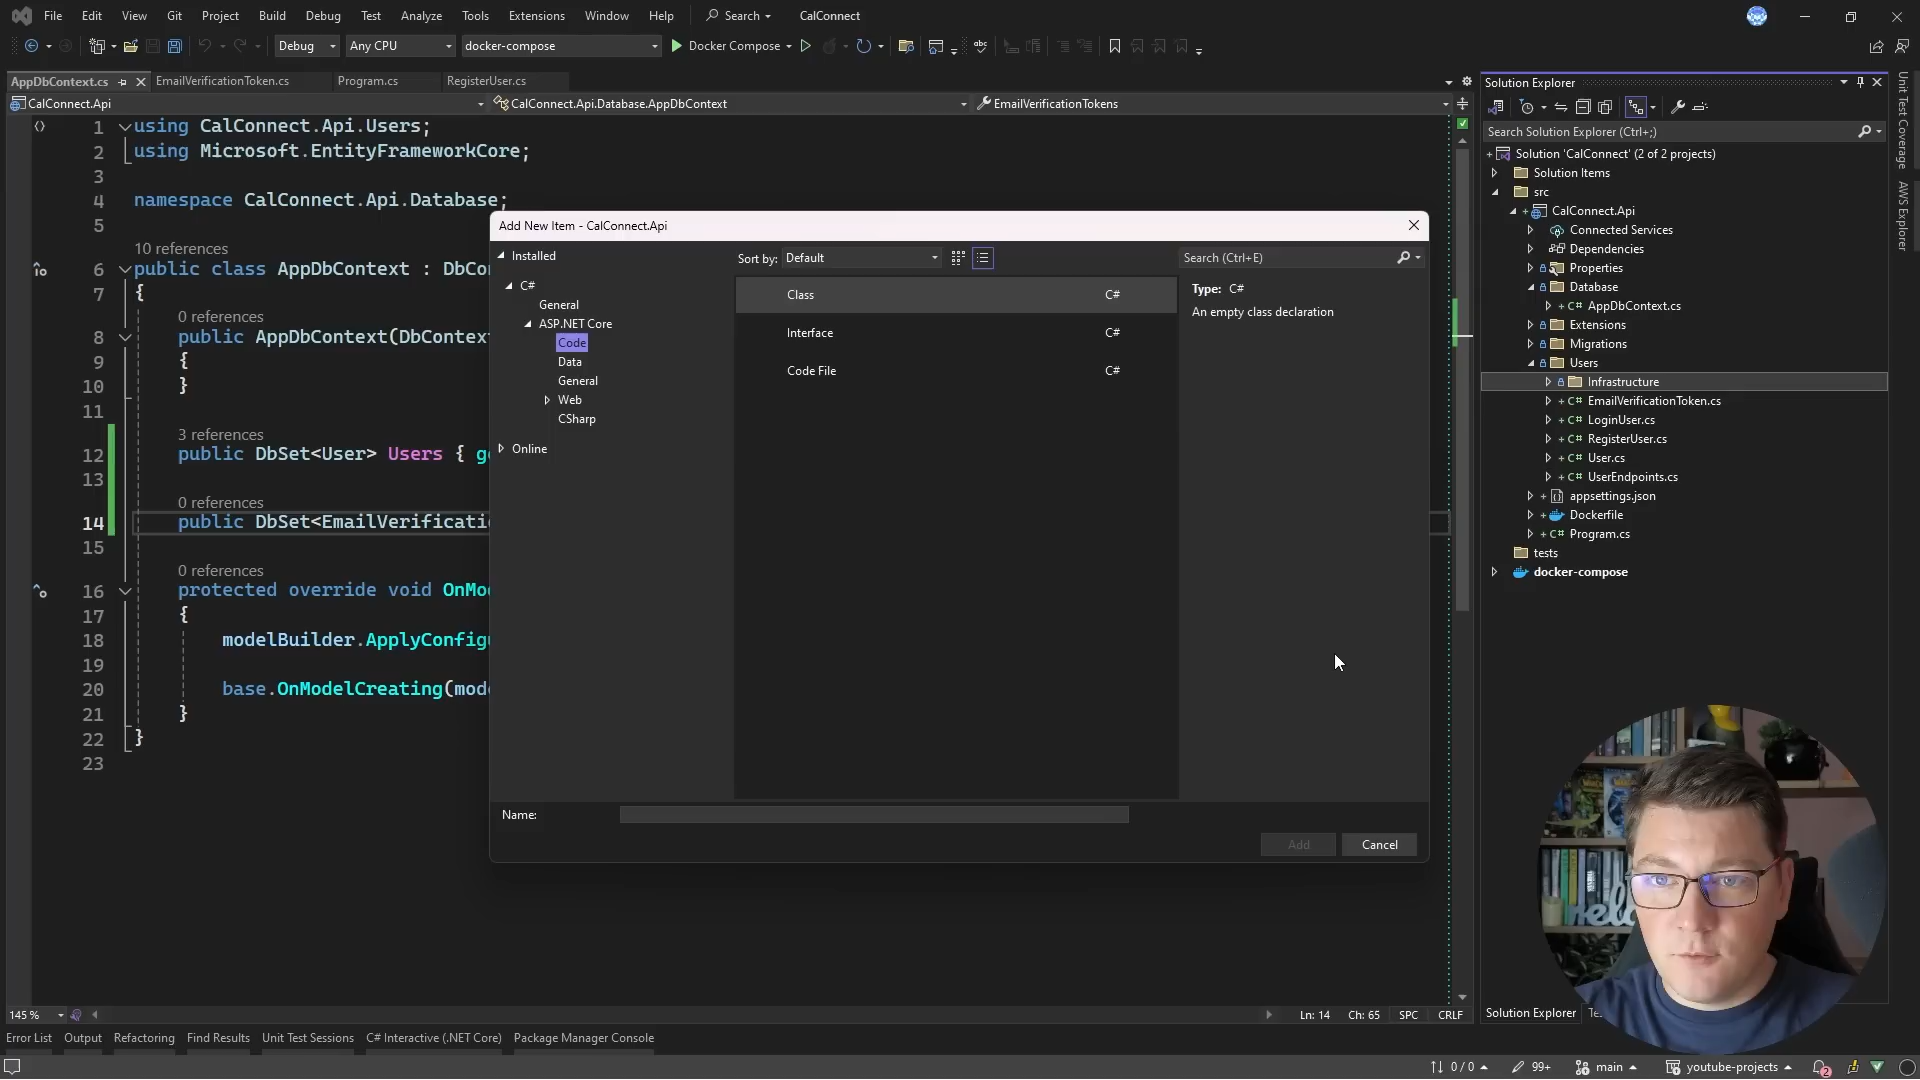 File Edit View Git Project Build Debug Test Analyze Tools Extensions Window Help Search CalConnect
Debug Any CPU docker-compose Docker Compose
AppDbContext.cs EmailVerificationToken.cs Program.cs RegisterUser.cs
CalConnect.Api CalConnect.Api.Database.AppDbContext EmailVerificationTokens
1 using CalConnect.Api.Users;
2 using Microsoft.EntityFrameworkCore;
3
4 namespace CalConnect.Api.Database;
5
10 references
6 public class AppDbContext : DbCo
7 {
0 references
8 public AppDbContext(DbContex
9 {
10 }
11
3 references
12 public DbSet<User> Users { g
13
0 references
14 public DbSet<EmailVerificati
15
0 references
16 protected override void OnMo
17 {
18 modelBuilder.ApplyConfig
19
20 base.OnModelCreating(mod
21 }
22 }
23
Add New Item - CalConnect.Api
Installed
C#
General
ASP.NET Core
Code
Data
General
Web
CSharp
Online
Sort by: Default
Search (Ctrl+E)
Class C#
Interface C#
Code File C#
Type: C#
An empty class declaration
Name:
Add Cancel
Solution Explorer
Search Solution Explorer (Ctrl+;)
Solution 'CalConnect' (2 of 2 projects)
Solution Items
src
CalConnect.Api
Connected Services
Dependencies
Properties
Database
C# AppDbContext.cs
Extensions
Migrations
Users
Infrastructure
C# EmailVerificationToken.cs
C# LoginUser.cs
C# RegisterUser.cs
C# User.cs
C# UserEndpoints.cs
appsettings.json
Dockerfile
C# Program.cs
tests
docker-compose
Unit Test Coverage
AWS Explorer
145 %
Ln: 14 Ch: 65 SPC CRLF
Solution Explorer
Error List Output Refactoring Find Results Unit Test Sessions C# Interactive (.NET Core) Package Manager Console
0 / 0 99+ main youtube-projects 2